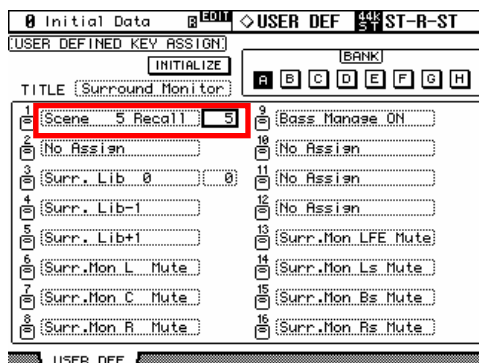 0 Initial Data EDIT ◇USER DEF 44K ST ST-R-ST
USER DEFINED KEY ASSIGN
INITIALIZE
BANK
A B C D E F G H
TITLE Surround Monitor
1 Scene 5 Recall 5
2 No Assign
3 Surr. Lib 0 0
4 Surr. Lib-1
5 Surr. Lib+1
6 Surr.Mon L Mute
7 Surr.Mon C Mute
8 Surr.Mon R Mute
9 Bass Manage ON
10 No Assign
11 No Assign
12 No Assign
13 Surr.Mon LFE Mute
14 Surr.Mon Ls Mute
15 Surr.Mon Bs Mute
16 Surr.Mon Rs Mute
USER DEF